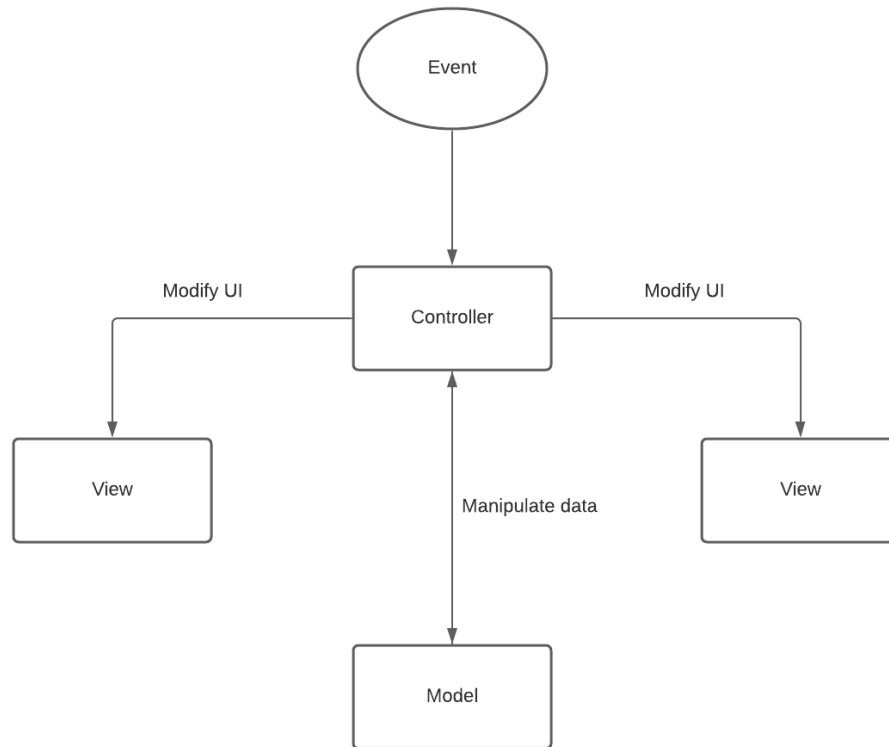 Event
Modify UI
Modify UI
Controller
View
View
Manipulate data
Model